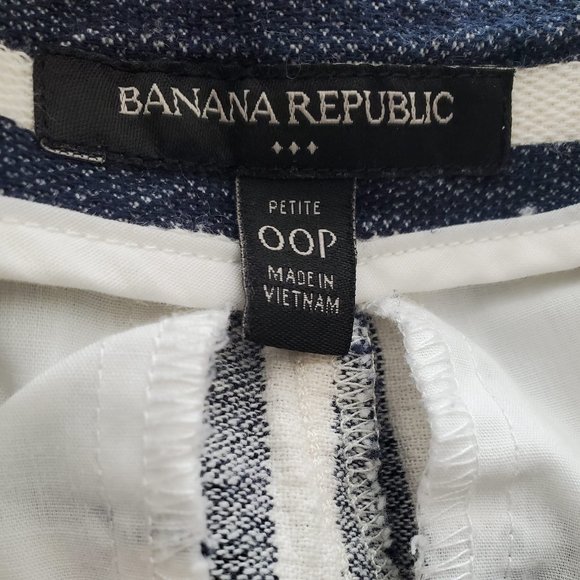 BANANA REPUBLIC
PETITE
00P
MADE IN
VIETNAM